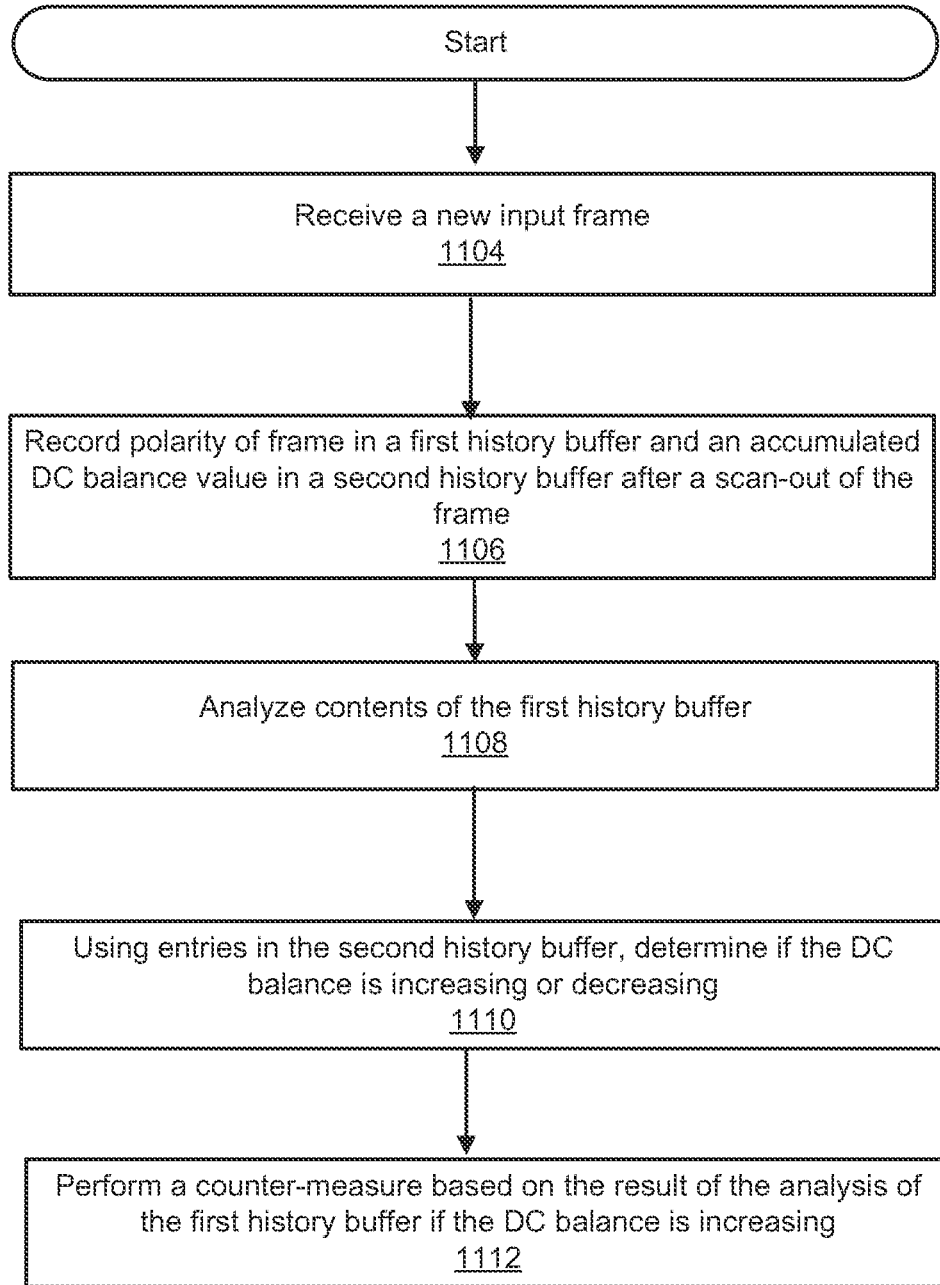 Start
Receive a new input frame
1104
Record polarity of frame in a first history buffer and an accumulated
DC balance value in a second history buffer after a scan-out of the
frame
1106
Analyze contents of the first history buffer
1108
Using entries in the second history buffer, determine if the DC
balance is increasing or decreasing
1110
Perform a counter-measure based on the result of the analysis of
the first history buffer if the DC balance is increasing
1112